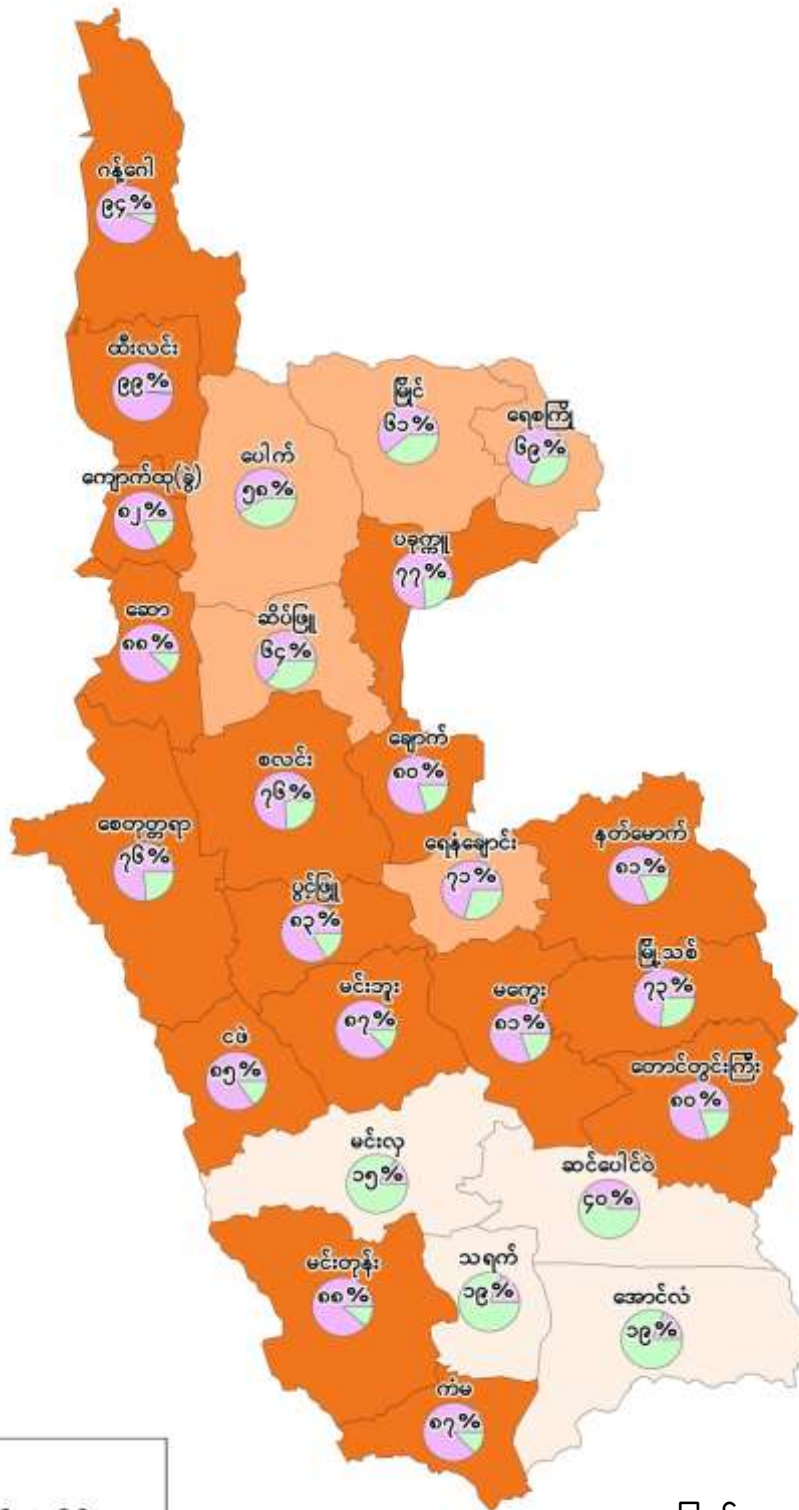 ဂန့်ဂေါ
၉၄%
ထီးလင်း
၉၉%
မြိုင်
၆၁%
ရေစကြို
၆၉%
ပေါက်
၅၈%
ကျောက်ထု(ခွဲ)
၈၂%
ပခုက္ကူ
၇၇%
ဆော
၈၈%
ဆိပ်ဖြူ
၆၄%
ချောက်
၈၀%
စလင်း
၇၆%
စေတုတ္တရာ
၇၆%
ရေနံချောင်း
၇၁%
နတ်မောက်
၈၁%
ပွင့်ဖြူ
၈၃%
မြို့သစ်
၇၃%
မင်းဘူး
၈၇%
မကွေး
၈၁%
ငဖဲ
၈၅%
တောင်တွင်းကြီး
၈၀%
မင်းလှ
၁၅%
ဆင်ပေါင်ဝဲ
၄၀%
မင်းတုန်း
၈၈%
သရက်
၁၉%
အောင်လံ
၁၉%
ကံမ
၈၇%